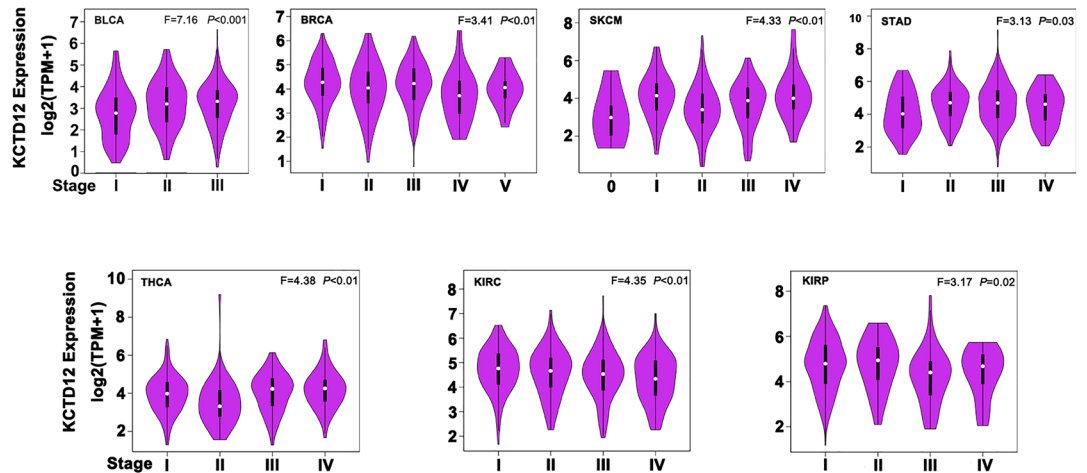 BLCA F=7.16 P<0.001
BRCA F=3.41 P<0.01
SKCM F=4.33 P<0.01
STAD F=3.13 P=0.03
KCTD12 Expression
log2(TPM+1)
7
6
5
4
3
2
1
0
7
6
5
4
3
2
1
8
6
4
2
10
8
6
4
2
Stage I II III
I II III IV V
0 I II III IV
I II III IV
THCA F=4.38 P<0.01
KIRC F=4.35 P<0.01
KIRP F=3.17 P=0.02
KCTD12 Expression
log2(TPM+1)
10
8
6
4
2
8
7
6
5
4
3
2
8
6
4
2
Stage I II III IV
I II III IV
I II III IV